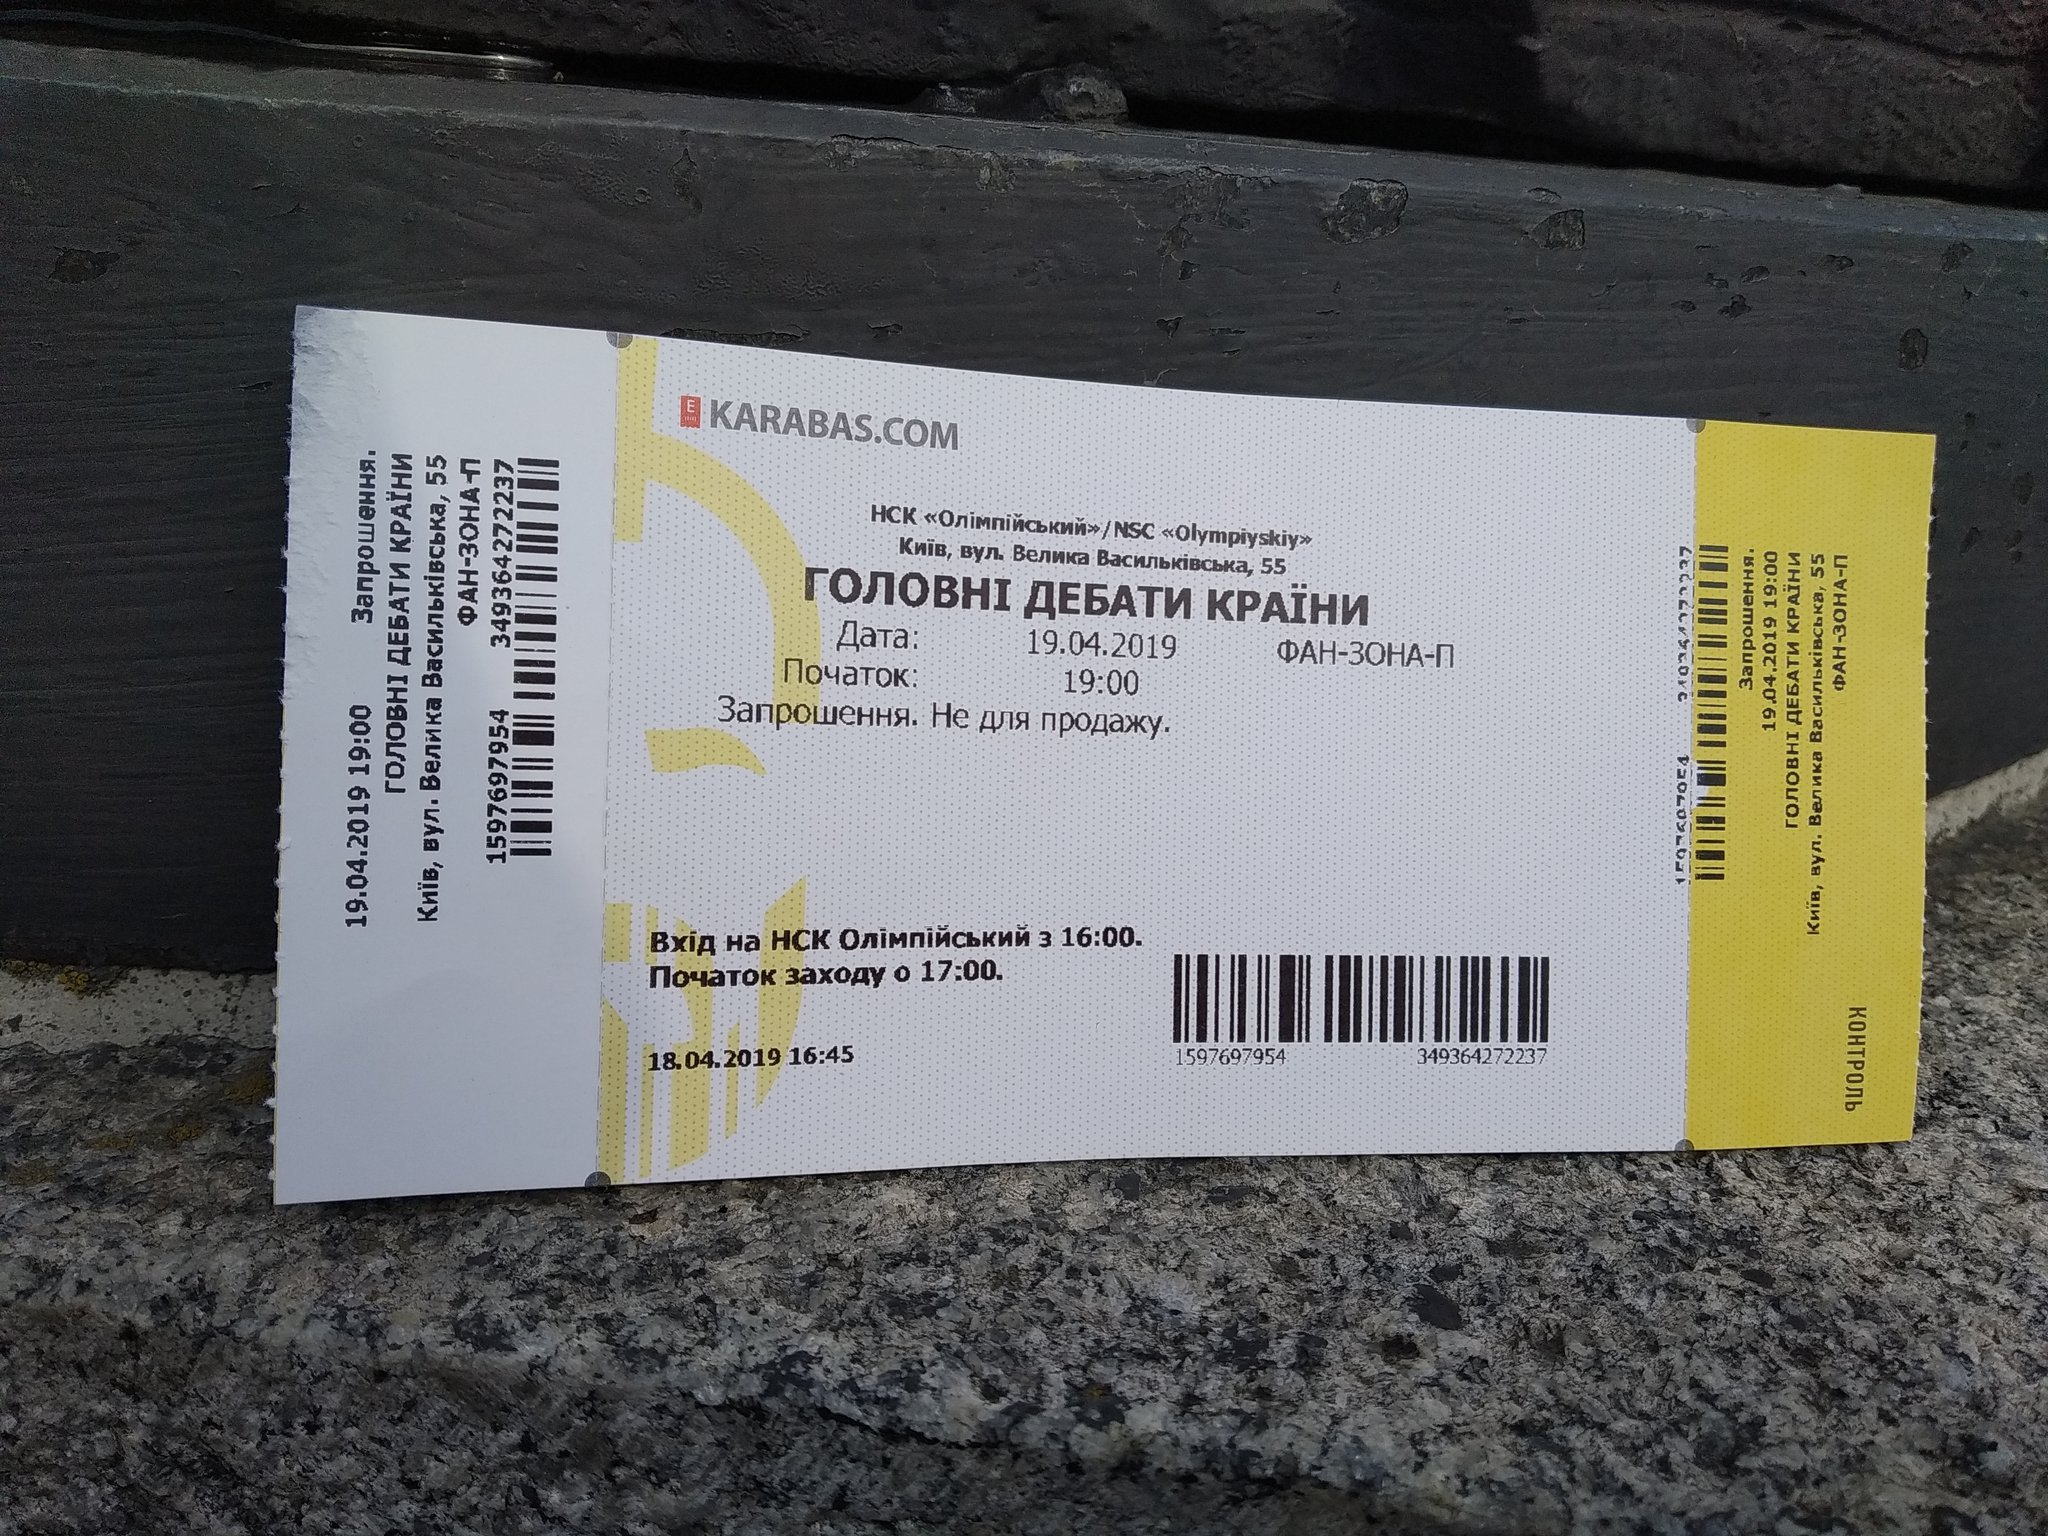 19.04.2019 19:00 Запрошення.
ГОЛОВНІ ДЕБАТИ КРАЇНИ
Київ, вул. Велика Васильківська, 55
ФАН-ЗОНА-П
1597697954 349364272237
E KARABAS.COM
НСК «Олімпійський»/NSC «Olympiyskiy»
Київ, вул. Велика Васильківська, 55
ГОЛОВНІ ДЕБАТИ КРАЇНИ
Дата: 19.04.2019 ФАН-ЗОНА-П
Початок: 19:00
Запрошення. Не для продажу.
Вхід на НСК Олімпійський з 16:00.
Початок заходу о 17:00.
18.04.2019 16:45
1597697954 349364272237
1597697954 349364272237
Запрошення.
19.04.2019 19:00
ГОЛОВНІ ДЕБАТИ КРАЇНИ
Київ, вул. Велика Васильківська, 55
ФАН-ЗОНА-П
КОНТРОЛЬ